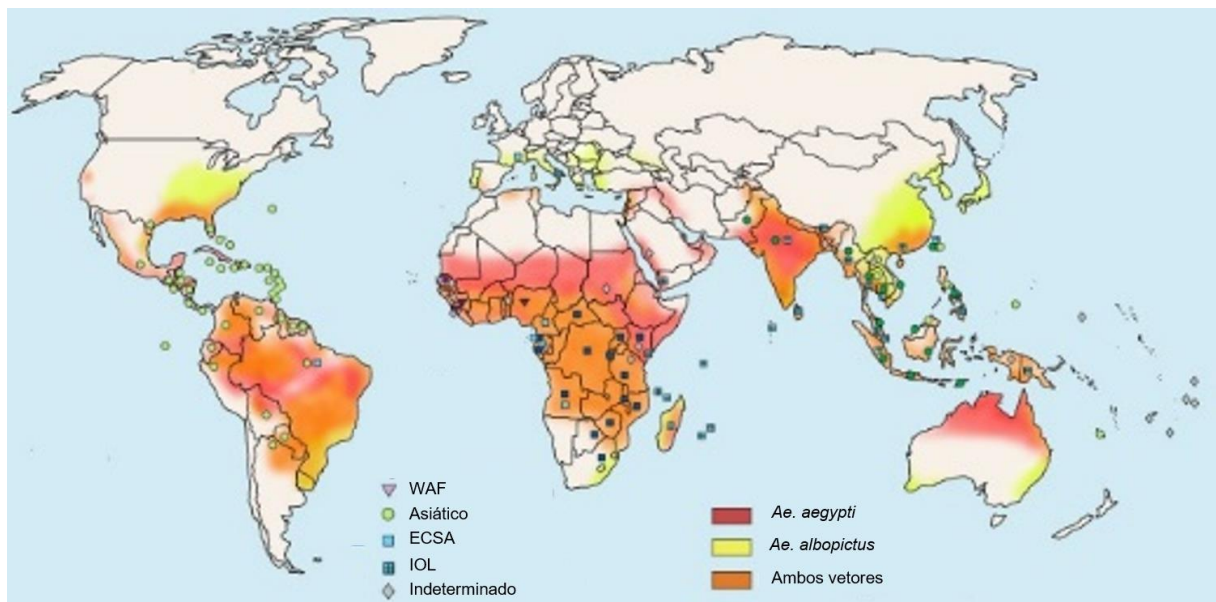 WAF
Asiático
ECSA
IOL
Indeterminado
Ae. aegypti
Ae. albopictus
Ambos vetores